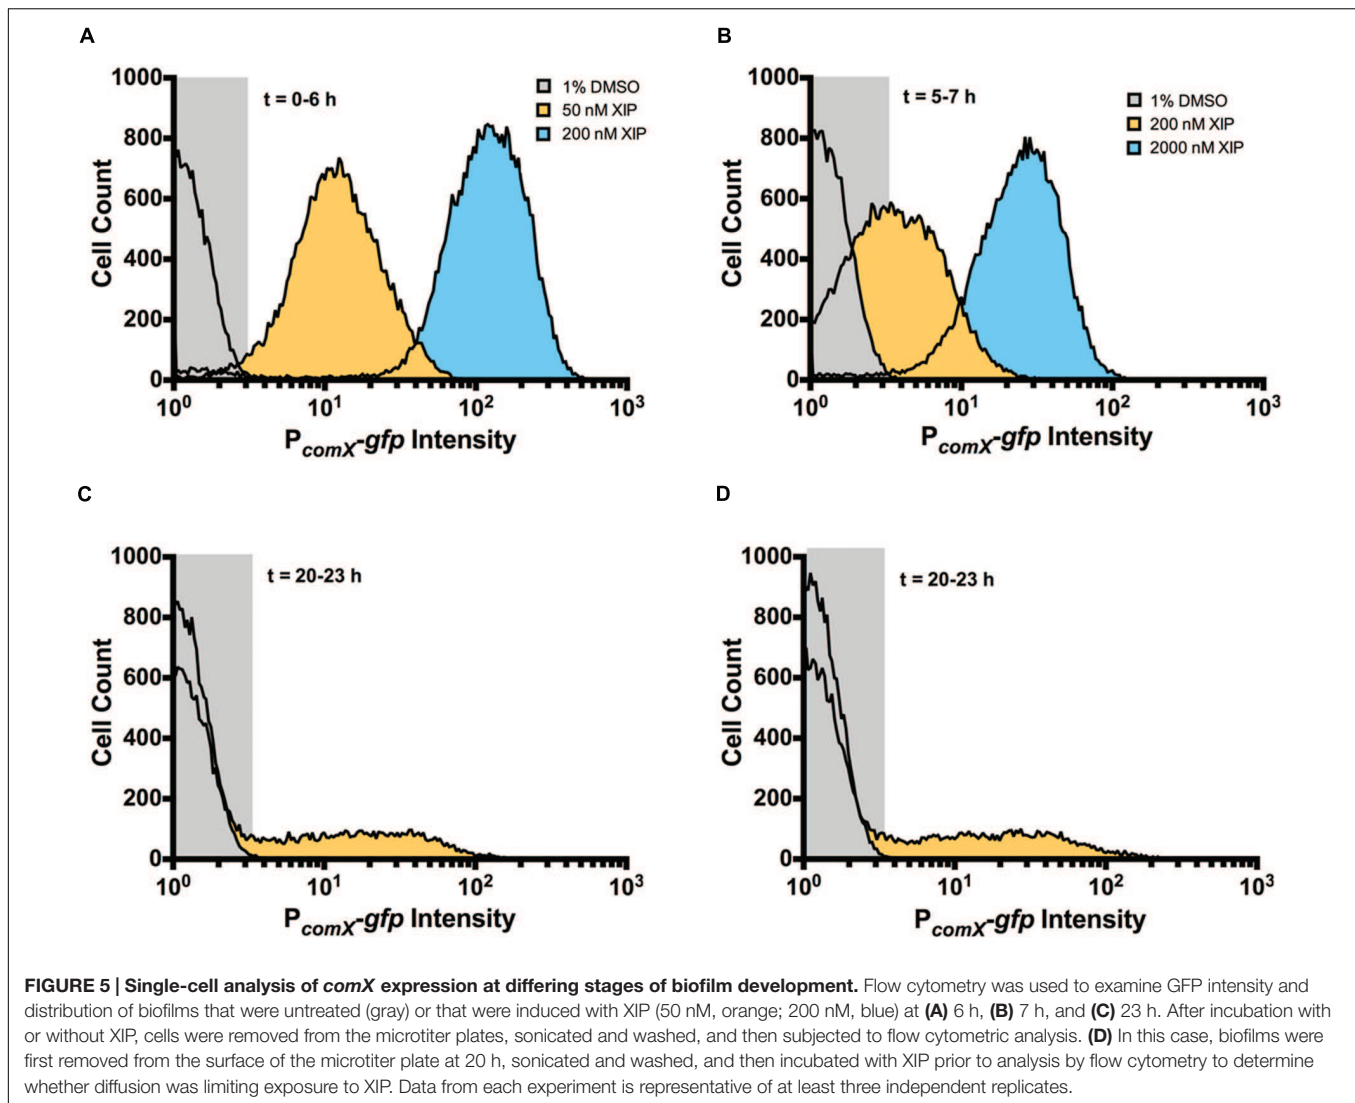 A
1000
800
600
400
200
0
Cell Count
t = 0-6 h
1% DMSO
50 nM XIP
200 nM XIP
10⁰ 10¹ 10² 10³
PcomX-gfp Intensity
B
1000
800
600
400
200
0
Cell Count
t = 5-7 h
1% DMSO
200 nM XIP
2000 nM XIP
10⁰ 10¹ 10² 10³
PcomX-gfp Intensity
C
1000
800
600
400
200
0
Cell Count
t = 20-23 h
10⁰ 10¹ 10² 10³
PcomX-gfp Intensity
D
1000
800
600
400
200
0
Cell Count
t = 20-23 h
10⁰ 10¹ 10² 10³
PcomX-gfp Intensity
FIGURE 5 | Single-cell analysis of comX expression at differing stages of biofilm development. Flow cytometry was used to examine GFP intensity and
distribution of biofilms that were untreated (gray) or that were induced with XIP (50 nM, orange; 200 nM, blue) at (A) 6 h, (B) 7 h, and (C) 23 h. After incubation with
or without XIP, cells were removed from the microtiter plates, sonicated and washed, and then subjected to flow cytometric analysis. (D) In this case, biofilms were
first removed from the surface of the microtiter plate at 20 h, sonicated and washed, and then incubated with XIP prior to analysis by flow cytometry to determine
whether diffusion was limiting exposure to XIP. Data from each experiment is representative of at least three independent replicates.